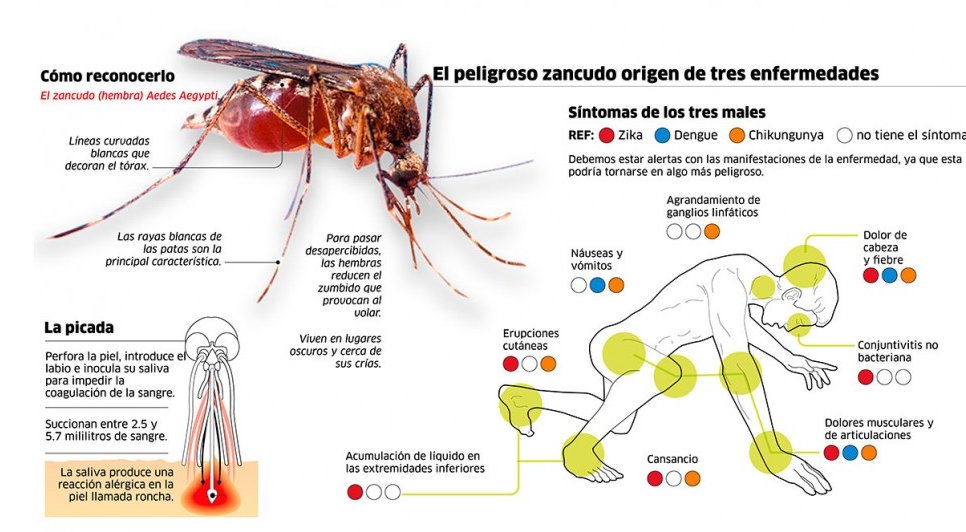 El peligroso zancudo origen de tres enfermedades
Cómo reconocerlo
El zancudo (hembra) Aedes Aegypti.
Líneas curvadas
blancas que
decoran el tórax.
Las rayas blancas de
las patas son la
principal característica.
Para pasar
desapercibidas,
las hembras
reducen el
zumbido que
provocan al
volar.
Viven en lugares
oscuros y cerca de
sus crías.
La picada
Perfora la piel, introduce el
labio e inocula su saliva
para impedir la
coagulación de la sangre.
Succionan entre 2.5 y
5.7 mililitros de sangre.
La saliva produce una
reacción alérgica en la
piel llamada roncha.
Síntomas de los tres males
REF: Zika Dengue Chikungunya no tiene el síntoma
Debemos estar alertas con las manifestaciones de la enfermedad, ya que esta
podría tornarse en algo más peligroso.
Agrandamiento de
ganglios linfáticos
Náuseas y
vómitos
Dolor de
cabeza
y fiebre
Erupciones
cutáneas
Conjuntivitis no
bacteriana
Dolores musculares y
de articulaciones
Acumulación de líquido en
las extremidades inferiores
Cansancio